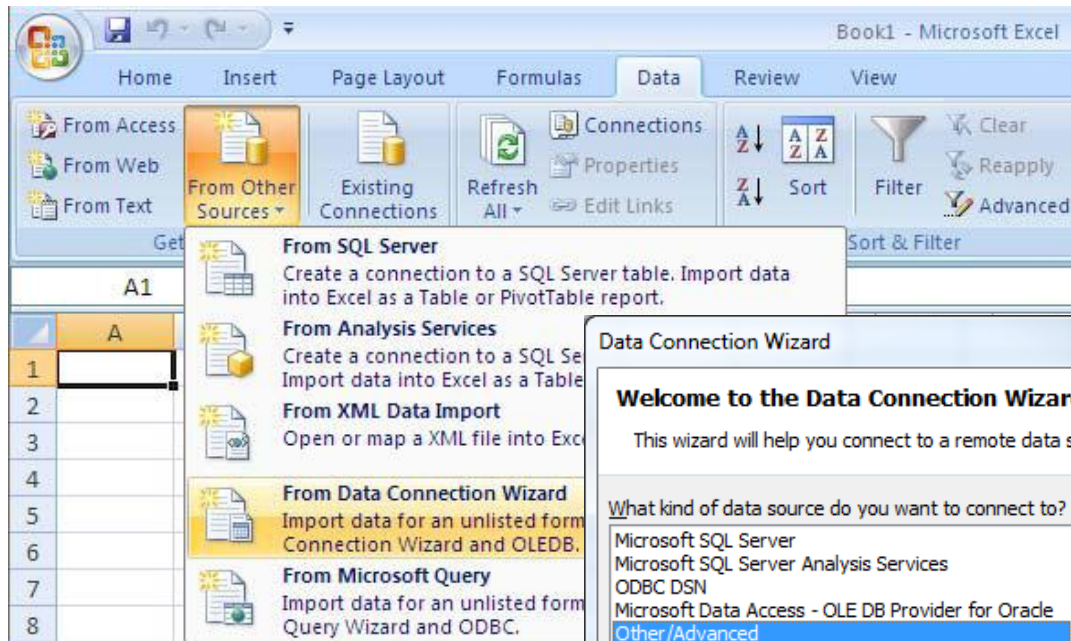 Book1 - Microsoft Excel
Home Insert Page Layout Formulas Data Review View
From Access
From Web
From Text
From Other
Sources
Existing
Connections
Refresh
All
Connections
Properties
Edit Links
A
Z
Z
A
A Z
Z A
Sort
Filter
Clear
Reapply
Advanced
Get
Sort & Filter
A1
A
1
2
3
4
5
6
7
8
From SQL Server
Create a connection to a SQL Server table. Import data
into Excel as a Table or PivotTable report.
From Analysis Services
Create a connection to a SQL Se
Import data into Excel as a Table
From XML Data Import
Open or map a XML file into Exc
From Data Connection Wizard
Import data for an unlisted form
Connection Wizard and OLEDB.
From Microsoft Query
Import data for an unlisted form
Query Wizard and ODBC.
Data Connection Wizard
Welcome to the Data Connection Wizar
This wizard will help you connect to a remote data s
What kind of data source do you want to connect to?
Microsoft SQL Server
Microsoft SQL Server Analysis Services
ODBC DSN
Microsoft Data Access - OLE DB Provider for Oracle
Other/Advanced